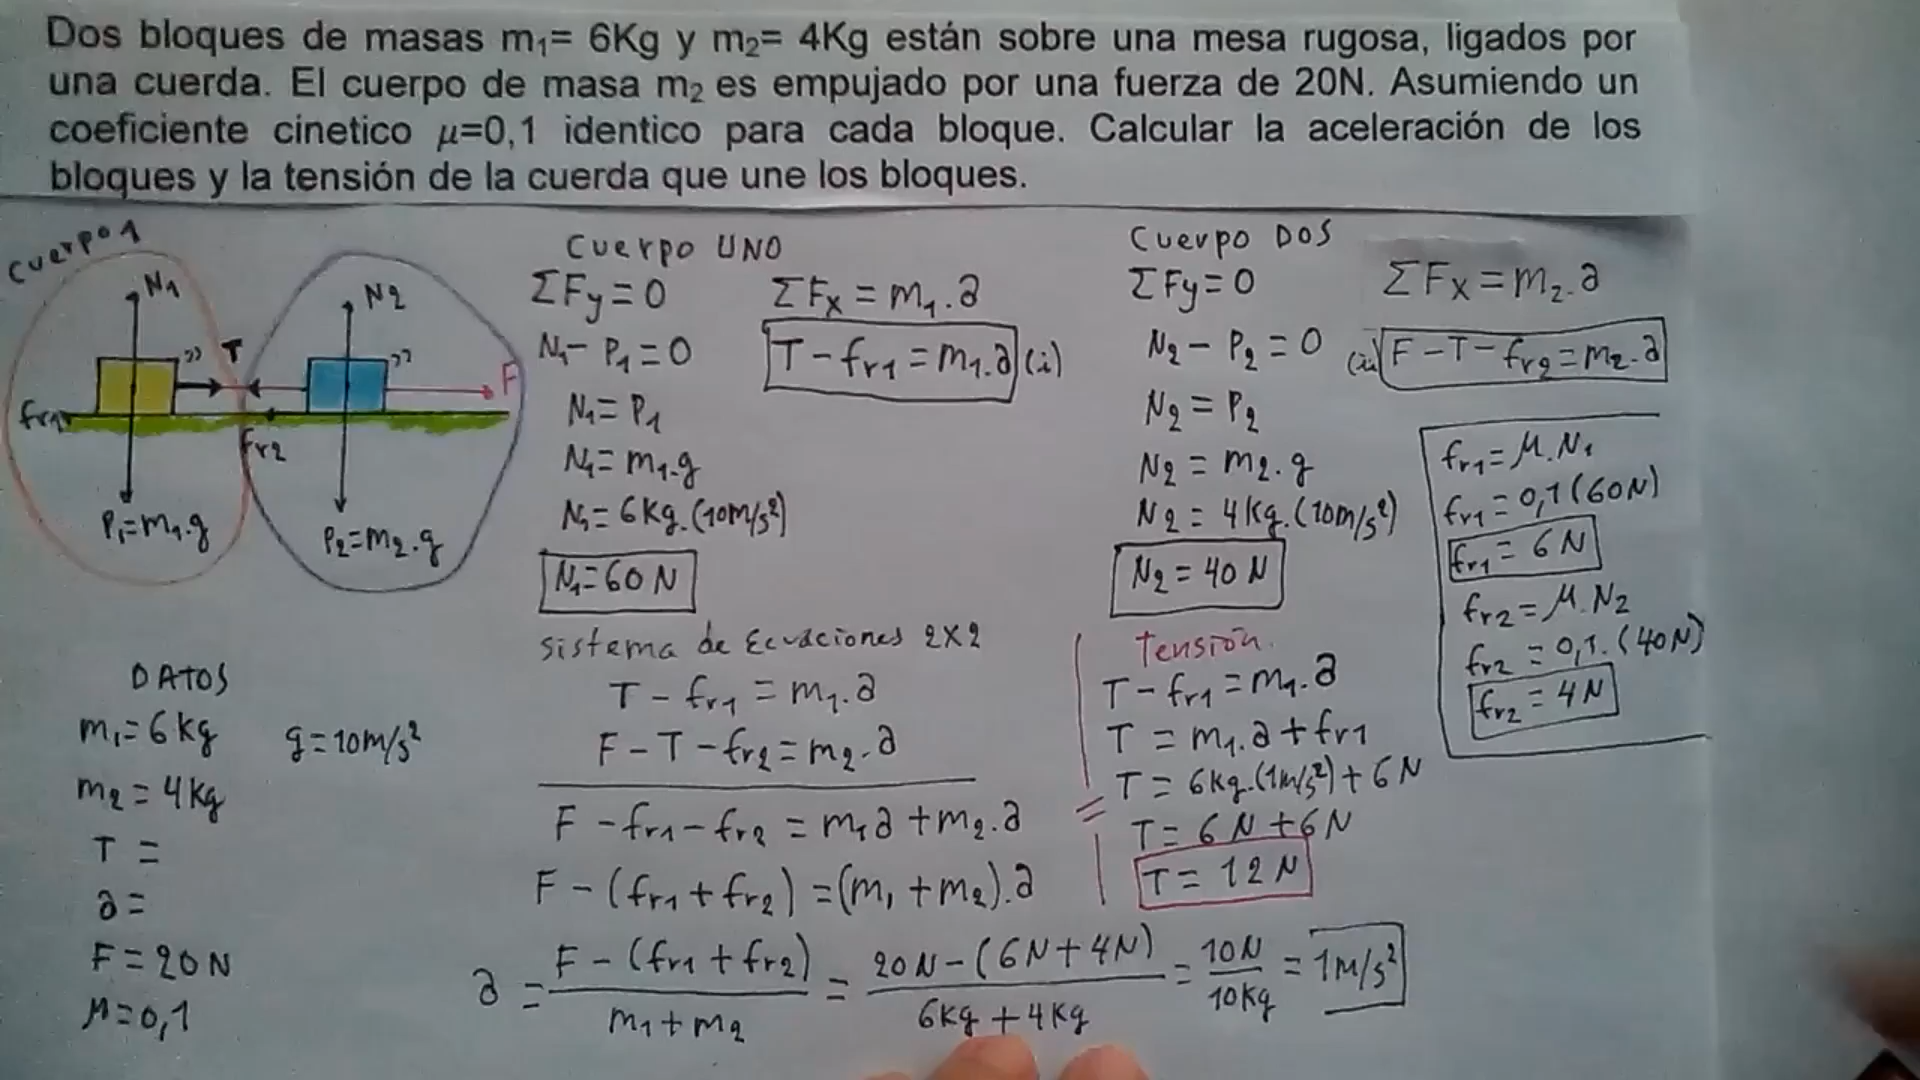 Dos bloques de masas m₁= 6Kg y m₂= 4Kg están sobre una mesa rugosa, ligados por
una cuerda. El cuerpo de masa m₂ es empujado por una fuerza de 20N. Asumiendo un
coeficiente cinetico μ=0,1 identico para cada bloque. Calcular la aceleración de los
bloques y la tensión de la cuerda que une los bloques.
Cuerpo 1
N₁
N₂
T
F
fr₁
fr₂
P₁=m₁.g
P₂=m₂.g
DATOS
m₁=6kg
g=10m/s²
m₂=4kg
T =
a=
F=20N
μ=0,1
Cuerpo UNO
ΣFy=0
N₁-P₁=0
N₁=P₁
N₁=m₁.g
N₁=6kg.(10m/s²)
N₁=60N
ΣFx=m₁.a
T-fr₁=m₁.a (i)
Cuerpo DOS
ΣFy=0
N₂-P₂=0
N₂=P₂
N₂=m₂.g
N₂=4kg.(10m/s²)
N₂=40N
ΣFx=m₂.a
(ii) F-T-fr₂=m₂.a
fr₁=μ.N₁
fr₁=0,1(60N)
fr₁=6N
fr₂=μ.N₂
fr₂=0,1.(40N)
fr₂=4N
Sistema de Ecuaciones 2x2
T-fr₁=m₁.a
F-T-fr₂=m₂.a
F-fr₁-fr₂=m₁a+m₂.a
F-(fr₁+fr₂)=(m₁+m₂).a
a=F-(fr₁+fr₂)/m₁+m₂=20N-(6N+4N)/6kg+4kg=10N/10kg=1m/s²
Tensión.
T-fr₁=m₁.a
T=m₁.a+fr₁
T=6kg.(1m/s²)+6N
T=6N+6N
T=12N